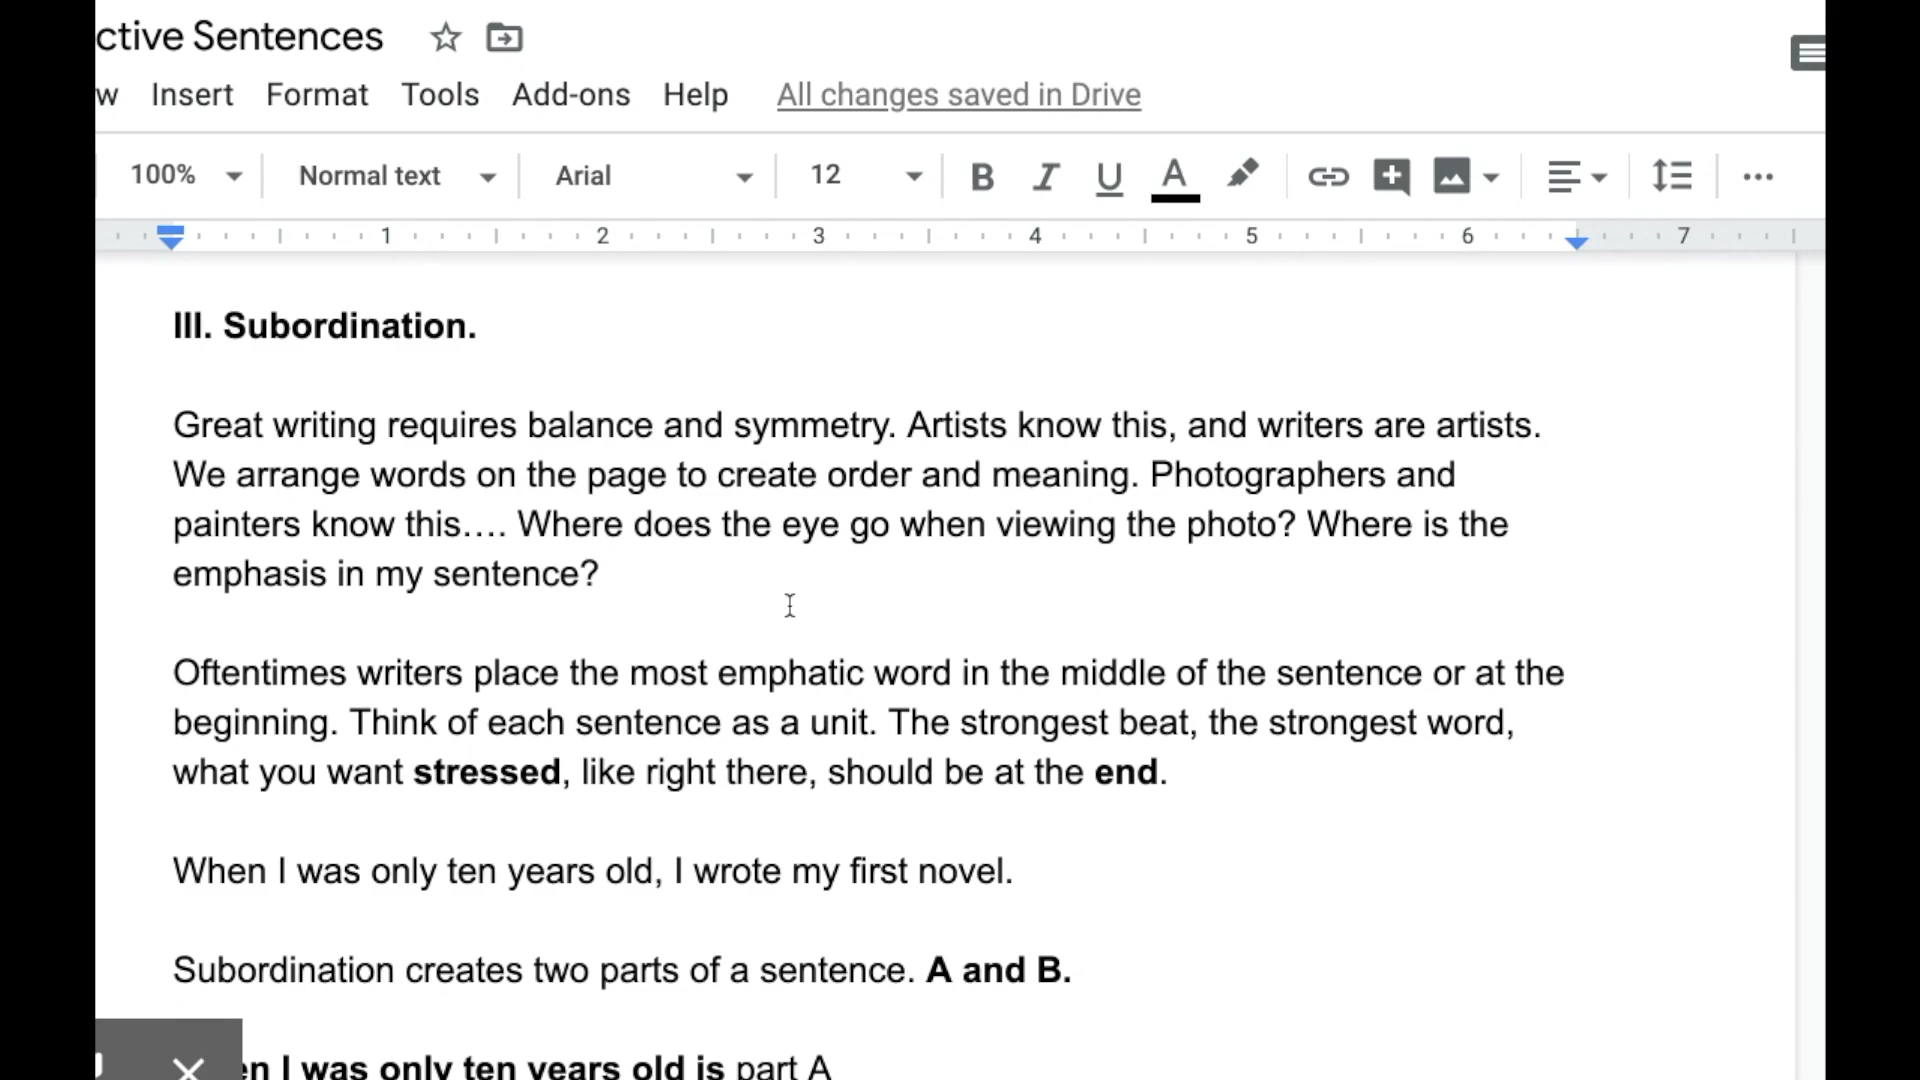 ctive Sentences
w Insert Format Tools Add-ons Help All changes saved in Drive
100% Normal text Arial 12 B I U A
1 2 3 4 5 6 7
III. Subordination.
Great writing requires balance and symmetry. Artists know this, and writers are artists.
We arrange words on the page to create order and meaning. Photographers and
painters know this.... Where does the eye go when viewing the photo? Where is the
emphasis in my sentence?
Oftentimes writers place the most emphatic word in the middle of the sentence or at the
beginning. Think of each sentence as a unit. The strongest beat, the strongest word,
what you want stressed, like right there, should be at the end.
When I was only ten years old, I wrote my first novel.
Subordination creates two parts of a sentence. A and B.
en I was only ten years old is part A